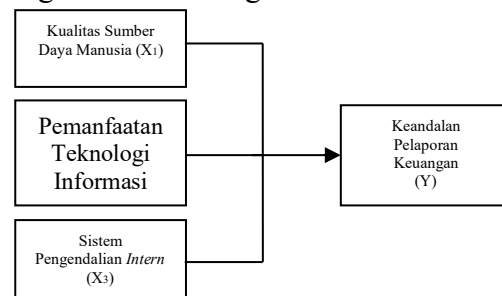 Kualitas Sumber
Daya Manusia (X₁)
Pemanfaatan
Teknologi
Informasi
Keandalan
Pelaporan
Keuangan
(Y)
Sistem
Pengendalian Intern
(X₃)